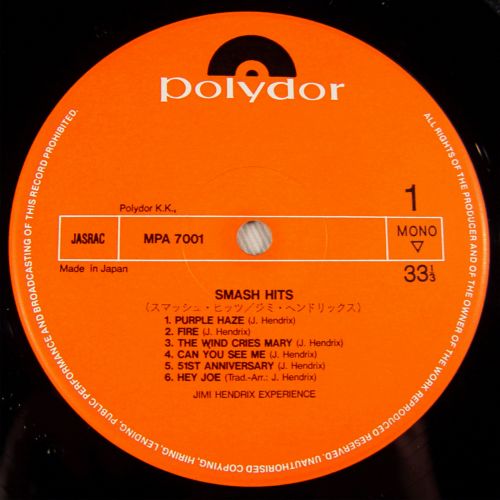 polydor
ALL RIGHTS OF THE PRODUCER AND OF THE OWNER OF THE WORK REPRODUCED RESERVED. UNAUTHORISED COPYING, HIRING, LENDING, PUBLIC PERFORMANCE AND BROADCASTING OF THIS RECORD PROHIBITED.
1
Polydor K.K.,
JASRAC
MPA 7001
MONO
Made in Japan
33⅓
SMASH HITS
(スマッシュ・ヒッツ/ジミ・ヘンドリックス)
1. PURPLE HAZE (J. Hendrix)
2. FIRE (J. Hendrix)
3. THE WIND CRIES MARY (J. Hendrix)
4. CAN YOU SEE ME (J. Hendrix)
5. 51ST ANNIVERSARY (J. Hendrix)
6. HEY JOE (Trad.-Arr.: J. Hendrix)
JIMI HENDRIX EXPERIENCE